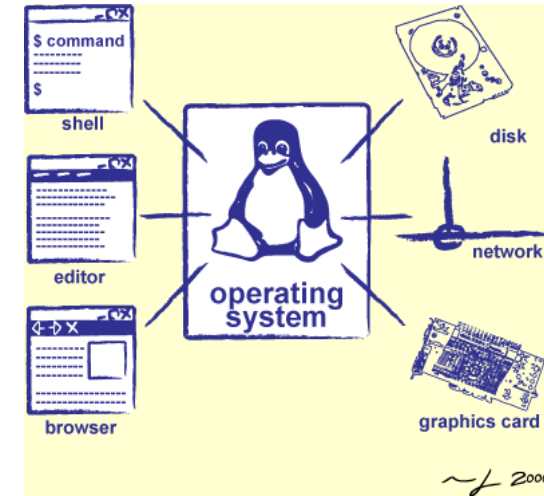 $ command
$
shell
disk
editor
network
operating
system
browser
graphics card